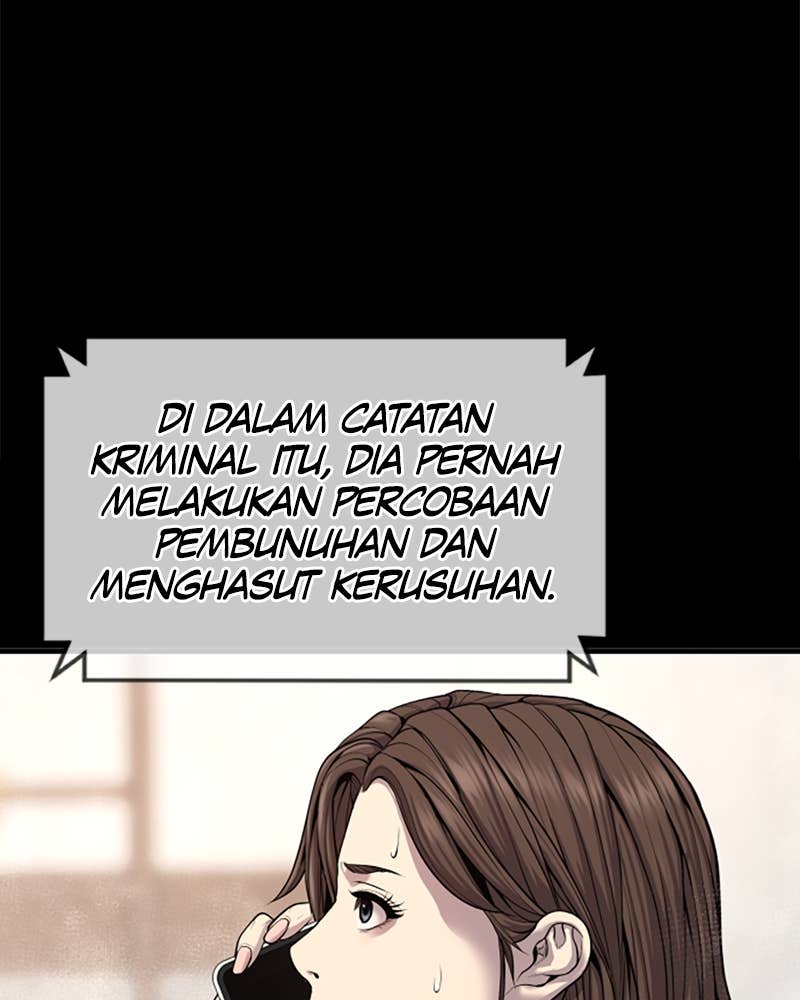 DI DALAM CATATAN
KRIMINAL ITU, DIA PERNAH
MELAKUKAN PERCOBAAN
PEMBUNUHAN DAN
MENGHASUT KERUSUHAN.